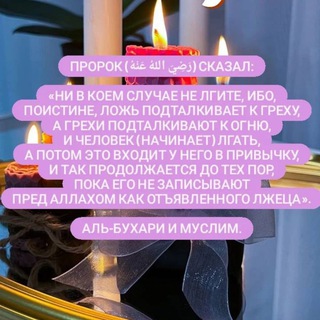 ПРОРОК (رَضِيَ اللهُ عَنْهُ) СКАЗАЛ:
«НИ В КОЕМ СЛУЧАЕ НЕ ЛГИТЕ, ИБО,
ПОИСТИНЕ, ЛОЖЬ ПОДТАЛКИВАЕТ К ГРЕХУ,
А ГРЕХИ ПОДТАЛКИВАЮТ К ОГНЮ,
И ЧЕЛОВЕК (НАЧИНАЕТ) ЛГАТЬ,
А ПОТОМ ЭТО ВХОДИТ У НЕГО В ПРИВЫЧКУ,
И ТАК ПРОДОЛЖАЕТСЯ ДО ТЕХ ПОР,
ПОКА ЕГО НЕ ЗАПИСЫВАЮТ
ПРЕД АЛЛАХОМ КАК ОТЪЯВЛЕННОГО ЛЖЕЦА».
АЛЬ-БУХАРИ И МУСЛИМ.